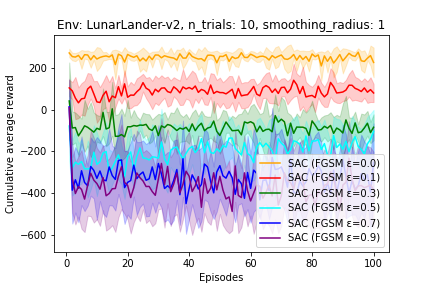 Env: LunarLander-v2, n_trials: 10, smoothing_radius: 1
Cumulative average reward
200
0
−200
−400
−600
0
20
40
60
80
100
Episodes
SAC (FGSM ε=0.0)
SAC (FGSM ε=0.1)
SAC (FGSM ε=0.3)
SAC (FGSM ε=0.5)
SAC (FGSM ε=0.7)
SAC (FGSM ε=0.9)